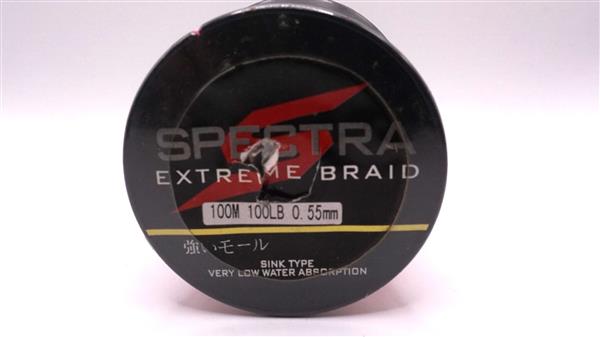 SPECTRA
EXTREME BRAID
100M 100LB 0.55mm
強いモール
SINK TYPE
VERY LOW WATER ABSORPTION